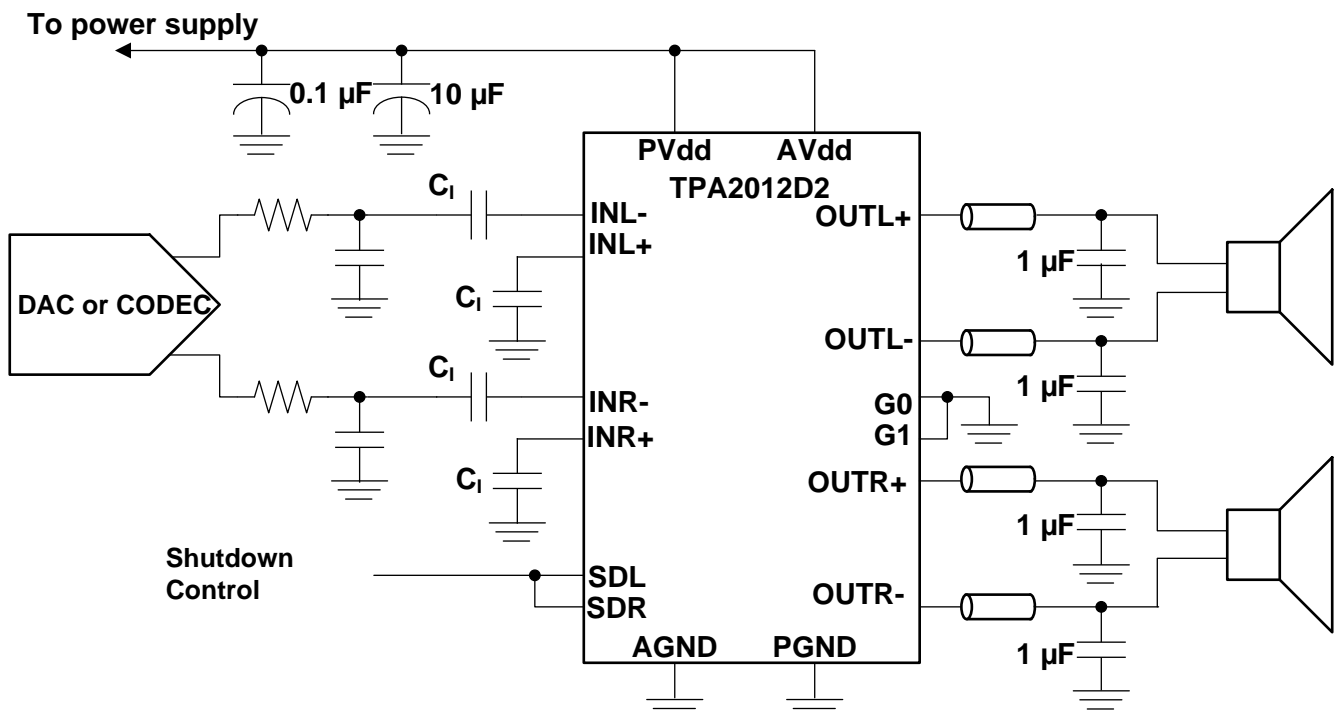 To power supply
0.1 µF
10 µF
PVdd
AVdd
TPA2012D2
CI
INL-
INL+
OUTL+
1 µF
DAC or CODEC
CI
OUTL-
CI
1 µF
INR-
G0
INR+
G1
CI
OUTR+
1 µF
Shutdown
Control
SDL
SDR
OUTR-
AGND
PGND
1 µF